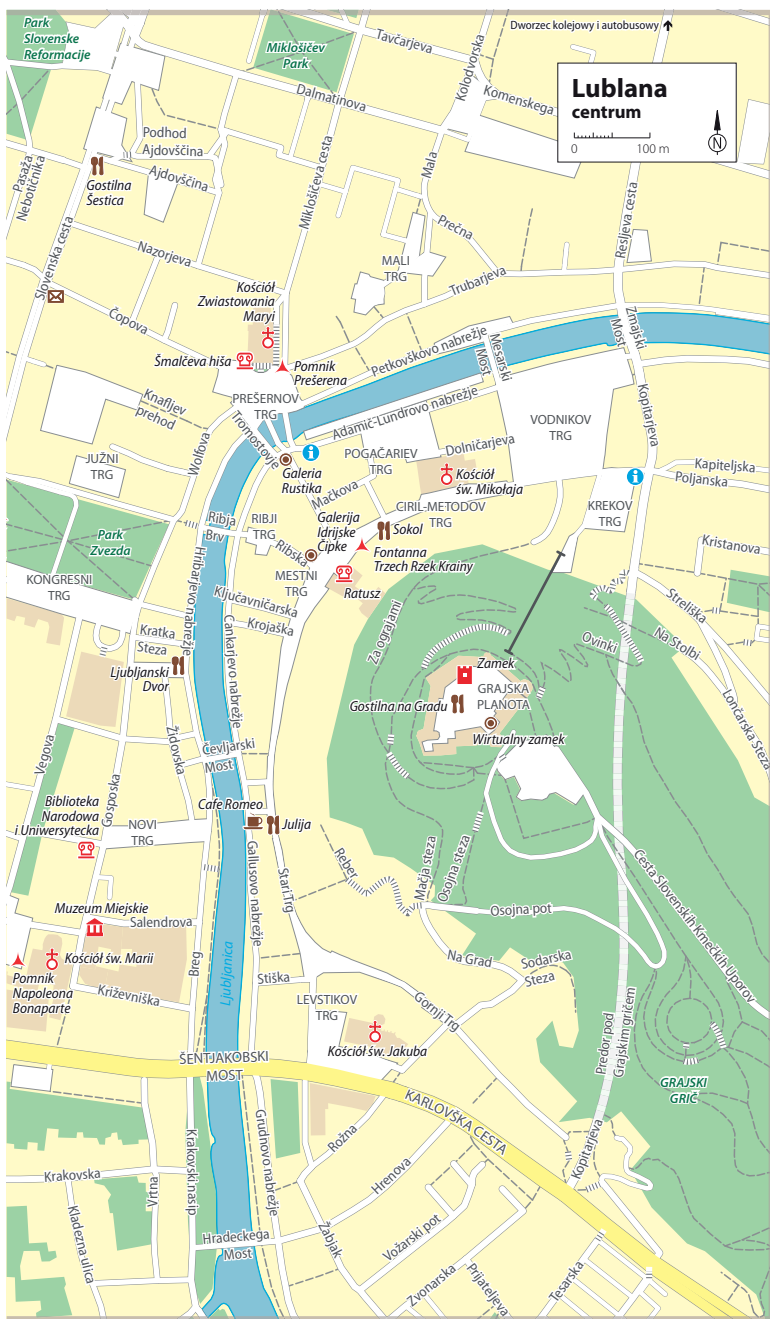 Park
Slovenske
Reformacije
Miklošičev
Park
Tavčarjeva
Dworzec kolejowy i autobusowy
Kolodvorska
Komenskega
Dalmatinova
Lublana
centrum
0 100 m
N
Podhod
Ajdovščina
Ajdovščina
Pasaža
Nebotičnika
Gostilna
Šestica
Miklošičeva cesta
Mala
Prečna
Resljeva cesta
Slovenska cesta
Nazorjeva
MALI
TRG
Trubarjeva
Kościół
Zwiastowania
Maryi
Čopova
Šmalčeva hiša
Pomnik
Prešerena
Petkovškovo nabrežje
Mesarski
Most
Zmajski
Most
PREŠERNOV
TRG
Knafljev
prehod
Wolfova
Tromostovje
Adamič-Lundrovo nabrežje
Kopitarjeva
VODNIKOV
TRG
Dolničarjeva
POGAČARIEV
TRG
JUŽNI
TRG
Galeria
Rustika
Mačkova
Kościół
św. Mikołaja
Kapiteljska
Poljanska
Park
Zvezda
Ribja
Brv
RIBJI
TRG
Ribska
Galerija
Idrijske
Čipke
Sokol
CIRIL-METODOV
TRG
Fontanna
Trzech Rzek Krainy
KREKOV
TRG
Kristanova
KONGRESNI
TRG
MESTNI
TRG
Ratusz
Hribarjevo nabrežje
Ključavničarska
Krojaška
Cankarjevo nabrežje
Kratka
Steza
Ljubljanski
Dvor
Za ograjami
Ovinki
Streliška
Na Stolbi
Lončarska Steza
Zamek
GRAJSKA
PLANOTA
Gostilna na Gradu
Wirtualny zamek
Vegova
Gosposka
Židovska
Čevljarski
Most
Biblioteka
Narodowa
i Uniwersytecka
NOVI
TRG
Cafe Romeo
Julija
Gallusovo nabrežje
Stari Trg
Reber
Mačja steza
Osojna steza
Osojna pot
Cesta Slovenskih Kmečkih Uporov
Muzeum Miejskie
Salendrova
Kościół św. Marii
Pomnik
Napoleona
Bonaparte
Križevniška
Breg
Ljubljanica
Stiška
Na Grad
Sodarska
Steza
Gornji Trg
LEVSTIKOV
TRG
Kościół św. Jakuba
Predor pod
Grajskim gričem
GRAJSKI
GRIČ
ŠENTJAKOBSKI
MOST
KARLOVŠKA CESTA
Kopitarjeva
Krakovska
Vrtna
Krakovski nasip
Kladezna ulica
Grudnovo nabrežje
Rožna
Hrenova
Hradeckega
Most
Žabjak
Vožarski pot
Zvonarska
Prijateljeva
Tesarska